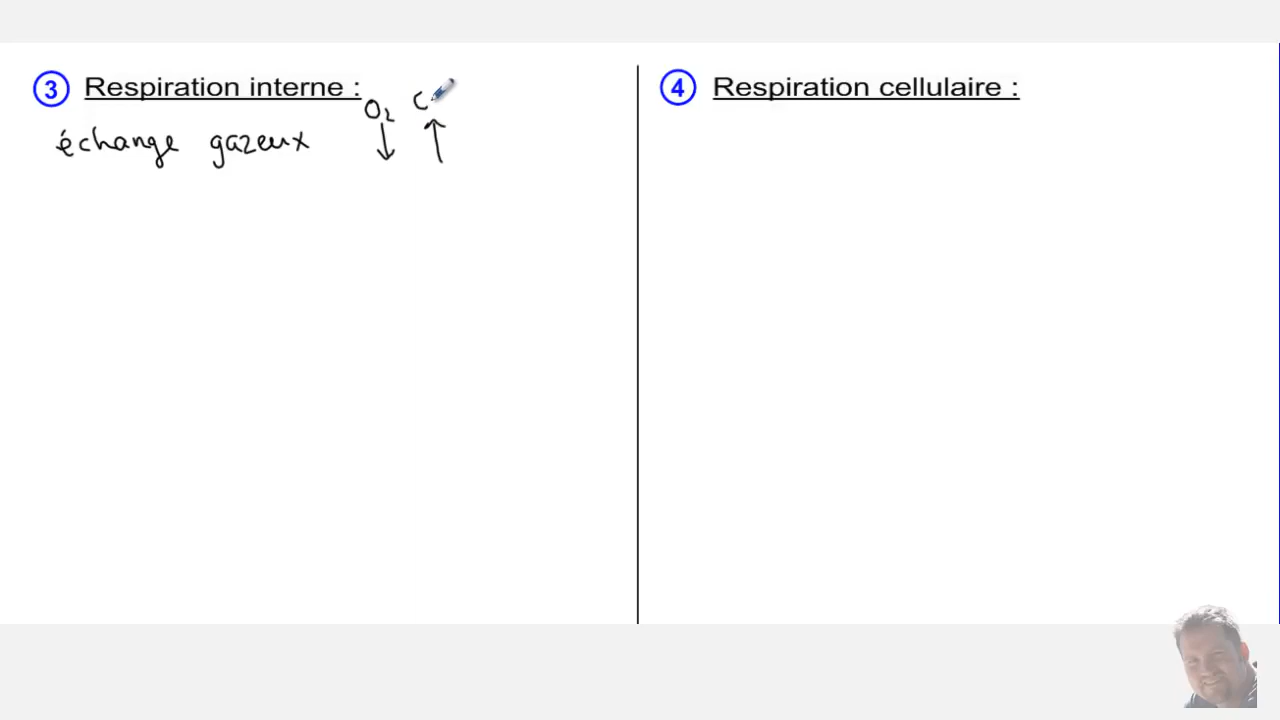 3 Respiration interne :
O₂ C
échange gazeux ↓ ↑
4 Respiration cellulaire :